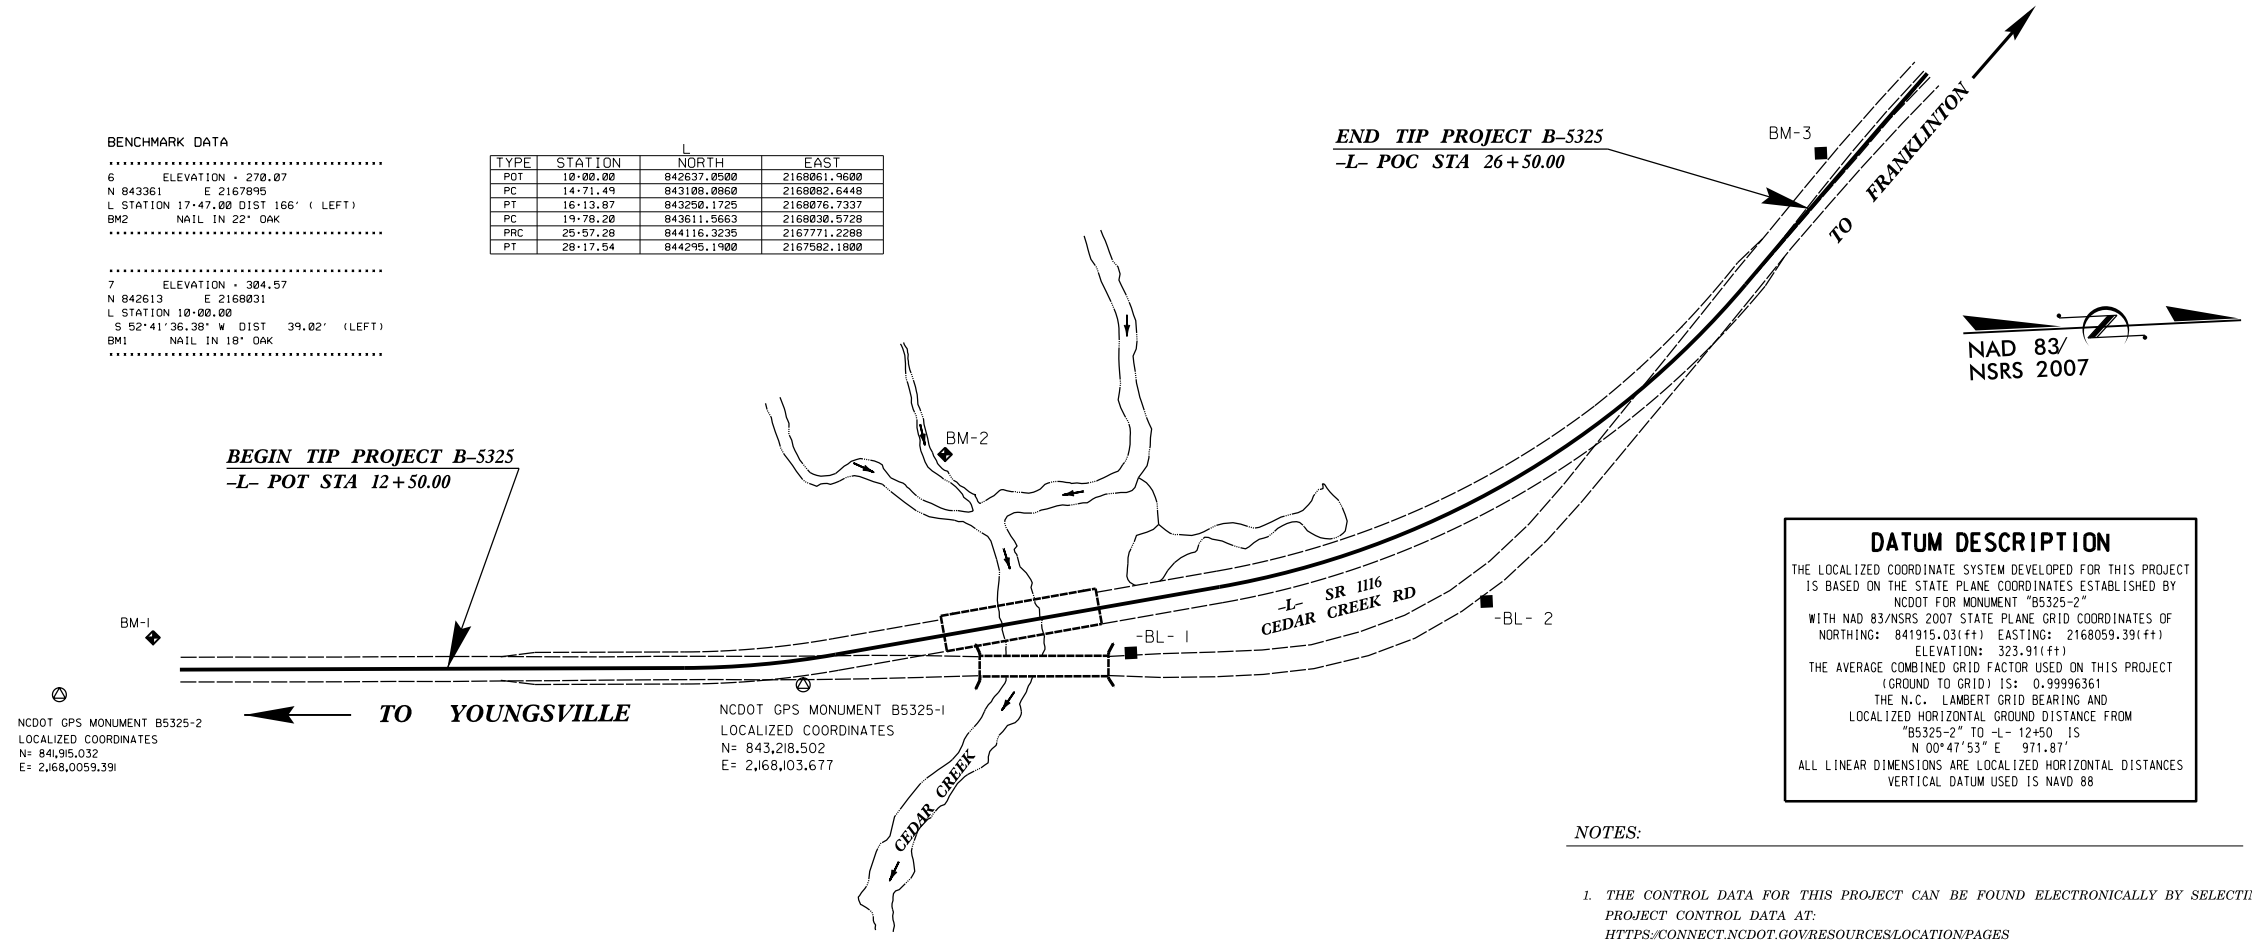 BENCHMARK DATA
6 ELEVATION = 270.07
N 843361 E 2167895
L STATION 17+47.00 DIST 166' ( LEFT)
BM2 NAIL IN 22" OAK
7 ELEVATION = 304.57
N 842613 E 2168031
L STATION 10+00.00
S 52°41'36.38" W DIST 39.02' (LEFT)
BM1 NAIL IN 18" OAK
L
TYPE STATION NORTH EAST
POT 10+00.00 842637.0500 2168061.9600
PC 14+71.49 843108.0860 2168082.6448
PT 16+13.87 843250.1725 2168076.7337
PC 19+78.20 843611.5663 2168030.5728
PRC 25+57.28 844116.3235 2167771.2288
PT 28+17.54 844295.1900 2167582.1800
END TIP PROJECT B–5325
–L– POC STA 26+50.00
BM-3
TO FRANKLINTON
NAD 83/
NSRS 2007
BM-2
BEGIN TIP PROJECT B–5325
–L– POT STA 12+50.00
BM-1
–L– SR 1116
CEDAR CREEK RD
-BL- 1
-BL- 2
TO YOUNGSVILLE
NCDOT GPS MONUMENT B5325-2
LOCALIZED COORDINATES
N= 841,915.032
E= 2,168,0059.391
NCDOT GPS MONUMENT B5325-1
LOCALIZED COORDINATES
N= 843,218.502
E= 2,168,103.677
CEDAR CREEK
DATUM DESCRIPTION
THE LOCALIZED COORDINATE SYSTEM DEVELOPED FOR THIS PROJECT
IS BASED ON THE STATE PLANE COORDINATES ESTABLISHED BY
NCDOT FOR MONUMENT "B5325-2"
WITH NAD 83/NSRS 2007 STATE PLANE GRID COORDINATES OF
NORTHING: 841915.03(ft) EASTING: 2168059.39(ft)
ELEVATION: 323.91(ft)
THE AVERAGE COMBINED GRID FACTOR USED ON THIS PROJECT
(GROUND TO GRID) IS: 0.99996361
THE N.C. LAMBERT GRID BEARING AND
LOCALIZED HORIZONTAL GROUND DISTANCE FROM
"B5325-2" TO -L- 12+50 IS
N 00°47'53" E 971.87'
ALL LINEAR DIMENSIONS ARE LOCALIZED HORIZONTAL DISTANCES
VERTICAL DATUM USED IS NAVD 88
NOTES:
1. THE CONTROL DATA FOR THIS PROJECT CAN BE FOUND ELECTRONICALLY BY
PROJECT CONTROL DATA AT:
HTTPS://CONNECT.NCDOT.GOV/RESOURCES/LOCATION/PAGES